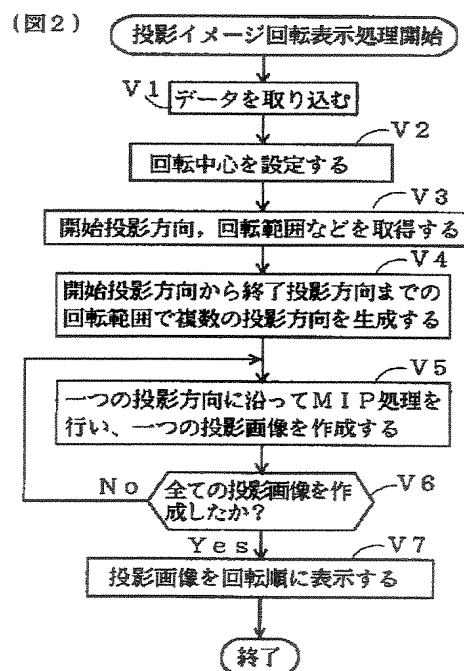 (図2)
投影イメージ回転表示処理開始
V1
データを取り込む
V2
回転中心を設定する
V3
開始投影方向，回転範囲などを取得する
V4
開始投影方向から終了投影方向までの
回転範囲で複数の投影方向を生成する
V5
一つの投影方向に沿ってMIP処理を
行い、一つの投影画像を作成する
No
V6
全ての投影画像を作
成したか？
Yes
V7
投影画像を回転順に表示する
終了